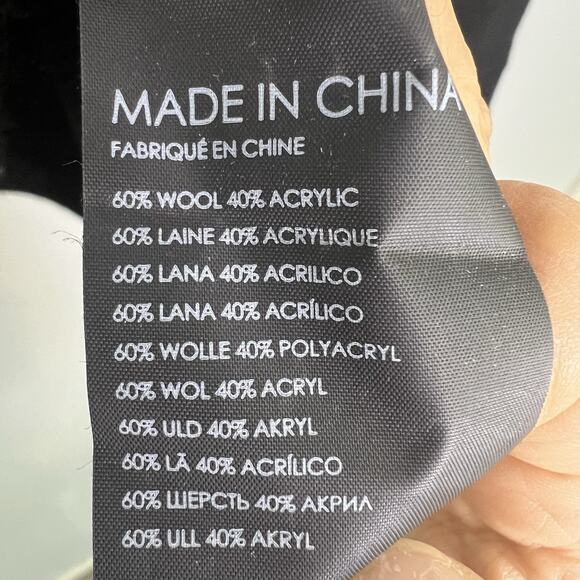 MADE IN CHINA
FABRIQUÉ EN CHINE
60% WOOL 40% ACRYLIC
60% LAINE 40% ACRYLIQUE
60% LANA 40% ACRILICO
60% LANA 40% ACRÍLICO
60% WOLLE 40% POLYACRYL
60% WOL 40% ACRYL
60% ULD 40% AKRYL
60% LÃ 40% ACRÍLICO
60% ШЕРСТЬ 40% АКРИЛ
60% ULL 40% AKRYL